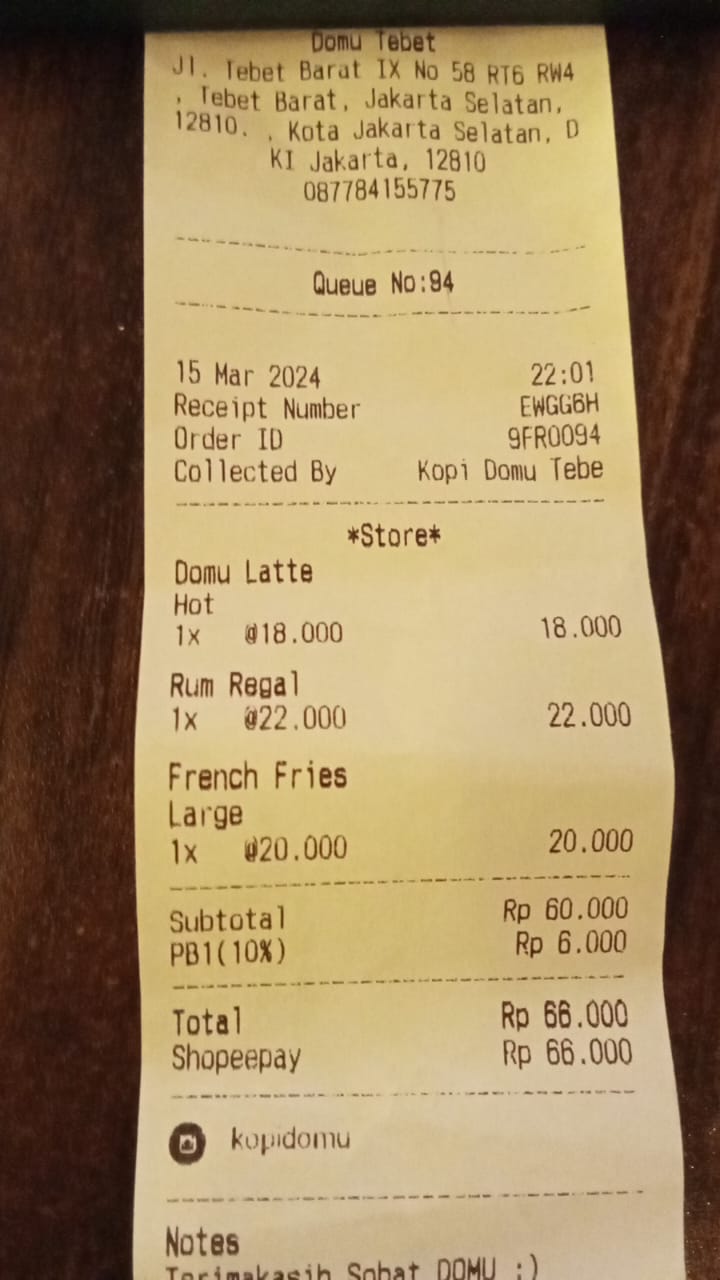 Domu Tebet
Jl. Tebet Barat IX No 58 RT6 RW4
, Tebet Barat, Jakarta Selatan,
12810. , Kota Jakarta Selatan, D
KI Jakarta, 12810
087784155775
Queue No:94
15 Mar 2024 22:01
Receipt Number EWGG6H
Order ID 9FR0094
Collected By Kopi Domu Tebe
*Store*
Domu Latte
Hot
1x @18.000 18.000
Rum Regal
1x @22.000 22.000
French Fries
Large
1x @20.000 20.000
Subtotal Rp 60.000
PB1(10%) Rp 6.000
Total Rp 66.000
Shopeepay Rp 66.000
kopidomu
Notes
Terimakasih Sobat DOMU :)